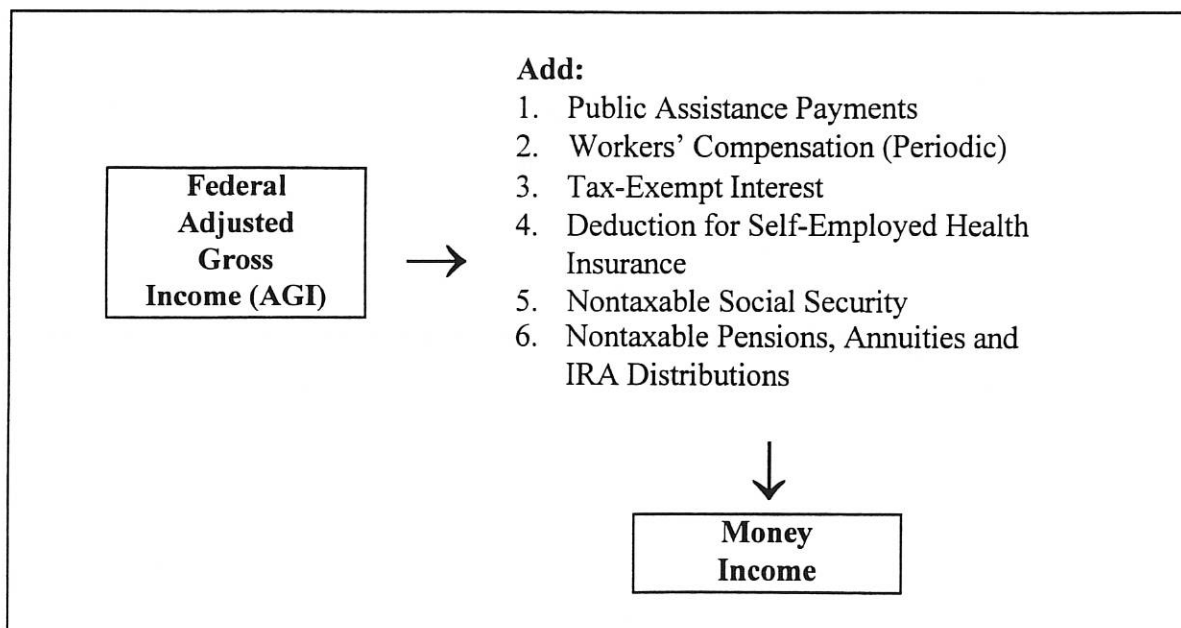 Federal
Adjusted
Gross
Income (AGI)
Add:
1. Public Assistance Payments
2. Workers' Compensation (Periodic)
3. Tax-Exempt Interest
4. Deduction for Self-Employed Health
Insurance
5. Nontaxable Social Security
6. Nontaxable Pensions, Annuities and
IRA Distributions
Money
Income